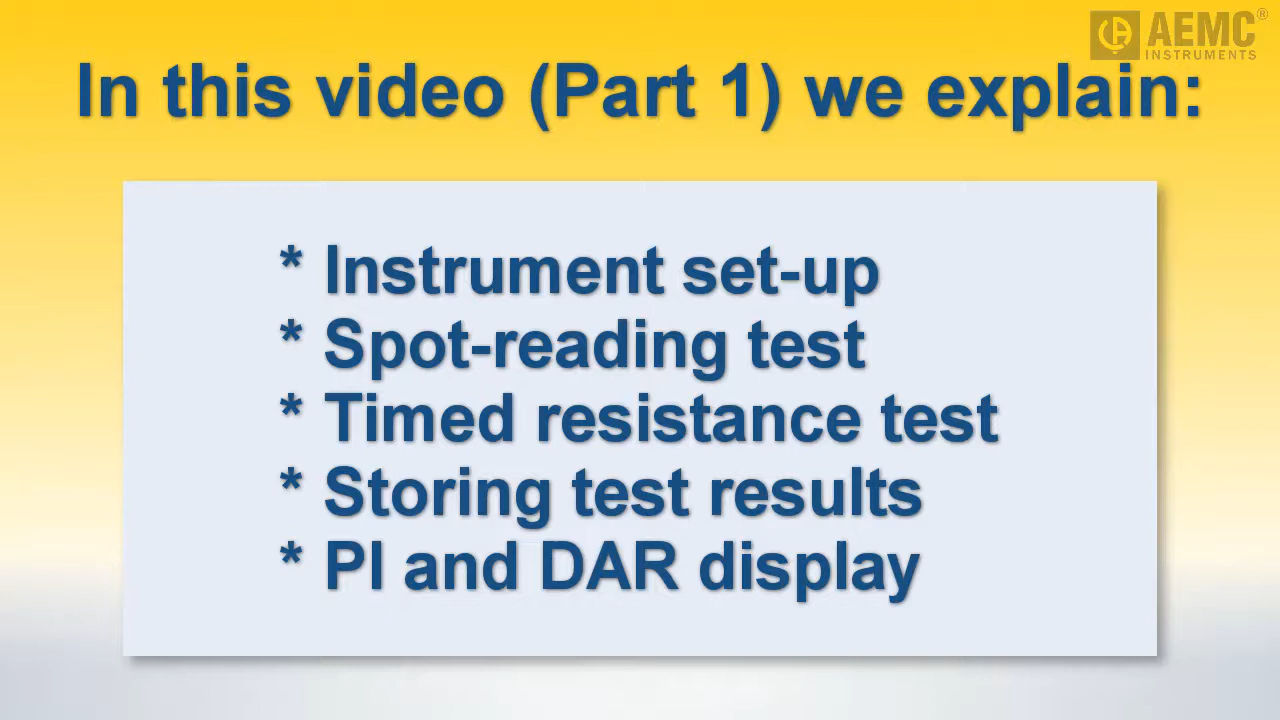 AEMC®
INSTRUMENTS
In this video (Part 1) we explain:
* Instrument set-up
* Spot-reading test
* Timed resistance test
* Storing test results
* PI and DAR display